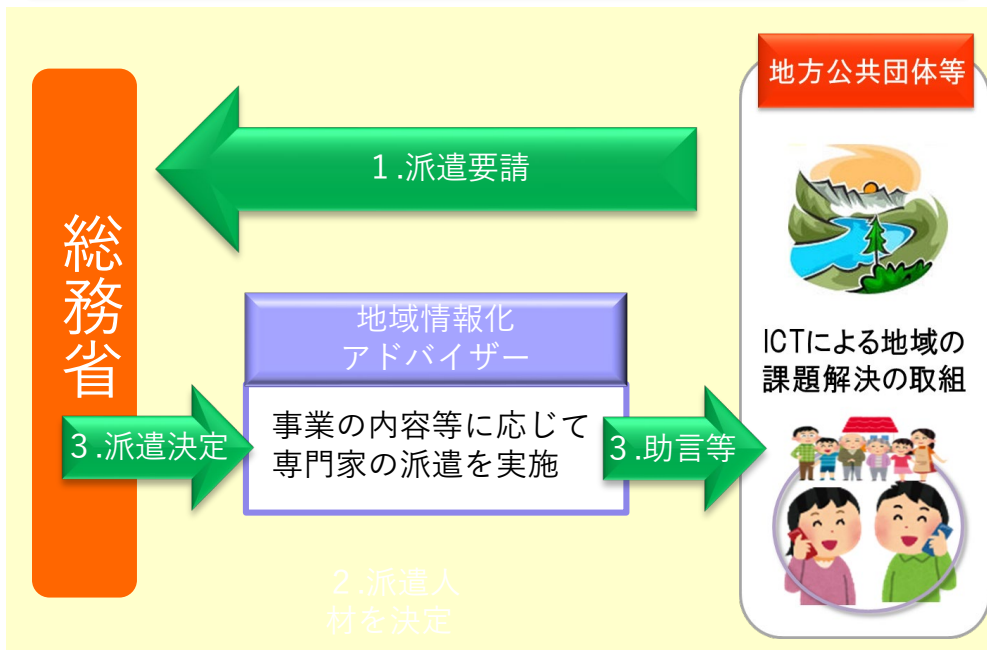 地方公共団体等
１.派遣要請
総務省
地域情報化
アドバイザー
ICTによる地域の
課題解決の取組
３.派遣決定
事業の内容等に応じて
専門家の派遣を実施
３.助言等
２.派遣人
材を決定